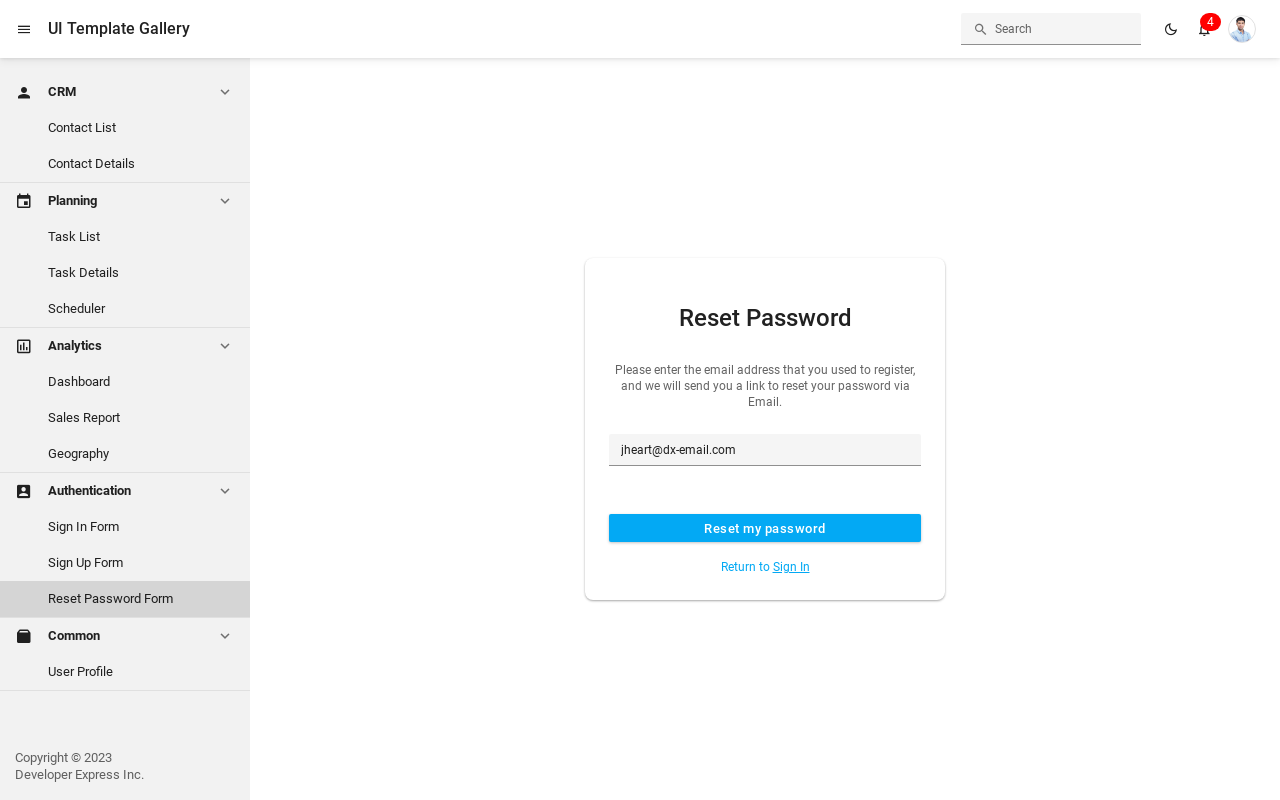 UI Template Gallery
Search
4
CRM
Contact List
Contact Details
Planning
Task List
Task Details
Scheduler
Analytics
Dashboard
Sales Report
Geography
Authentication
Sign In Form
Sign Up Form
Reset Password Form
Common
User Profile
Copyright © 2023
Developer Express Inc.
Reset Password
Please enter the email address that you used to register,
and we will send you a link to reset your password via
Email.
jheart@dx-email.com
Reset my password
Return to Sign In